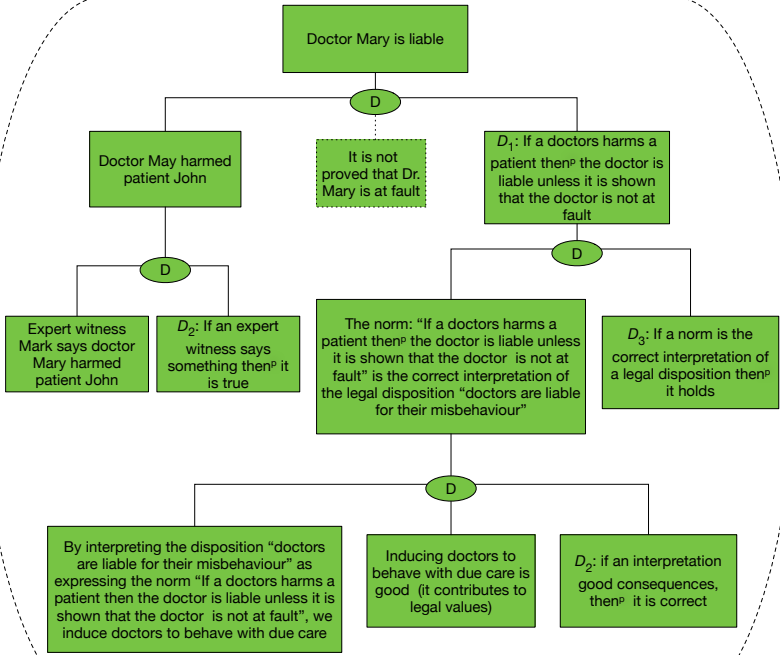 Doctor Mary is liable
D
Doctor May harmed
patient John
It is not
proved that Dr.
Mary is at fault
D₁: If a doctors harms a
patient thenᵖ the doctor is
liable unless it is shown
that the doctor is not at
fault
D
D
Expert witness
Mark says doctor
Mary harmed
patient John
D₂: If an expert
witness says
something thenᵖ it
is true
The norm: “If a doctors harms a
patient thenᵖ the doctor is liable unless
it is shown that the doctor is not at
fault” is the correct interpretation of
the legal disposition “doctors are liable
for their misbehaviour”
D₃: If a norm is the
correct interpretation of
a legal disposition thenᵖ
it holds
D
By interpreting the disposition “doctors
are liable for their misbehaviour” as
expressing the norm “If a doctors harms a
patient then the doctor is liable unless it is
shown that the doctor is not at fault”, we
induce doctors to behave with due care
Inducing doctors to
behave with due care is
good (it contributes to
legal values)
D₂: if an interpretation
good consequences,
thenᵖ it is correct